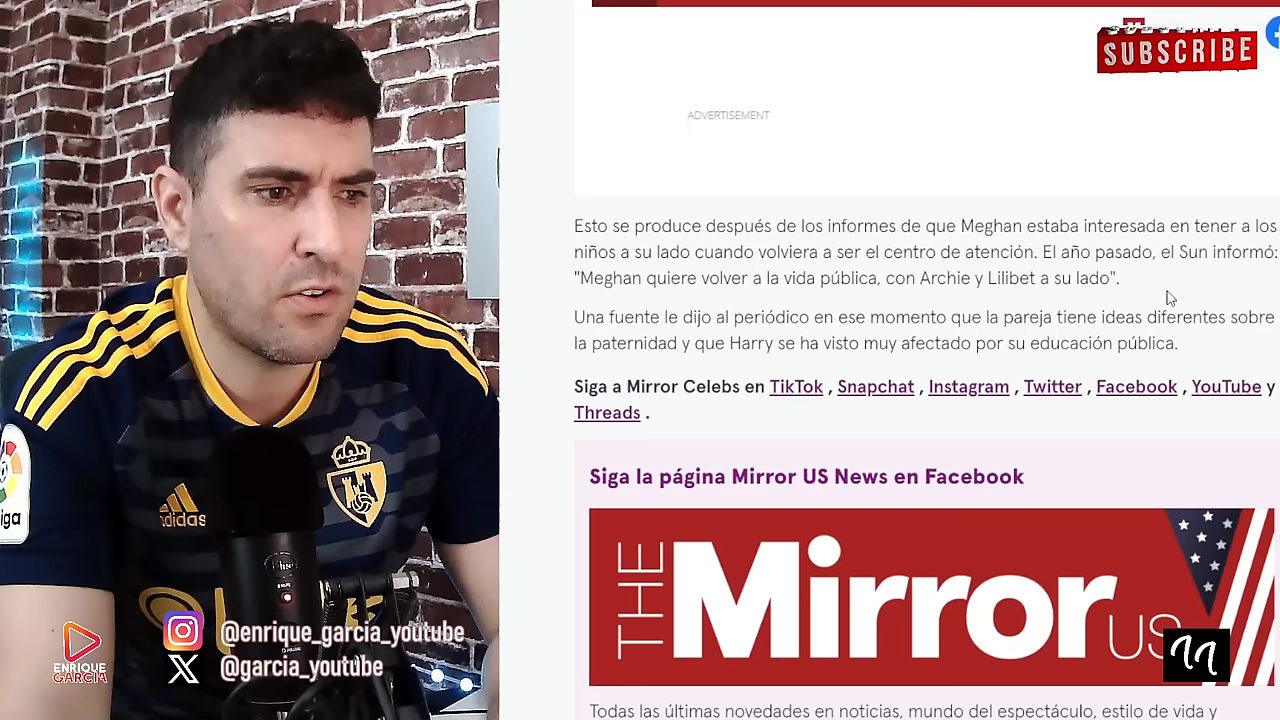 SUBSCRIBE
ADVERTISEMENT
Esto se produce después de los informes de que Meghan estaba interesada en tener a los
niños a su lado cuando volviera a ser el centro de atención. El año pasado, el Sun informó:
"Meghan quiere volver a la vida pública, con Archie y Lilibet a su lado".
Una fuente le dijo al periódico en ese momento que la pareja tiene ideas diferentes sobre
la paternidad y que Harry se ha visto muy afectado por su educación pública.
Siga a Mirror Celebs en TikTok , Snapchat , Instagram , Twitter , Facebook , YouTube y
Threads .
Siga la página Mirror US News en Facebook
THE Mirror US
Todas las últimas novedades en noticias, mundo del espectáculo, estilo de vida y
adidas
iga
ENRIQUE
GARCIA
@enrique_garcia_youtube
@garcia_youtube